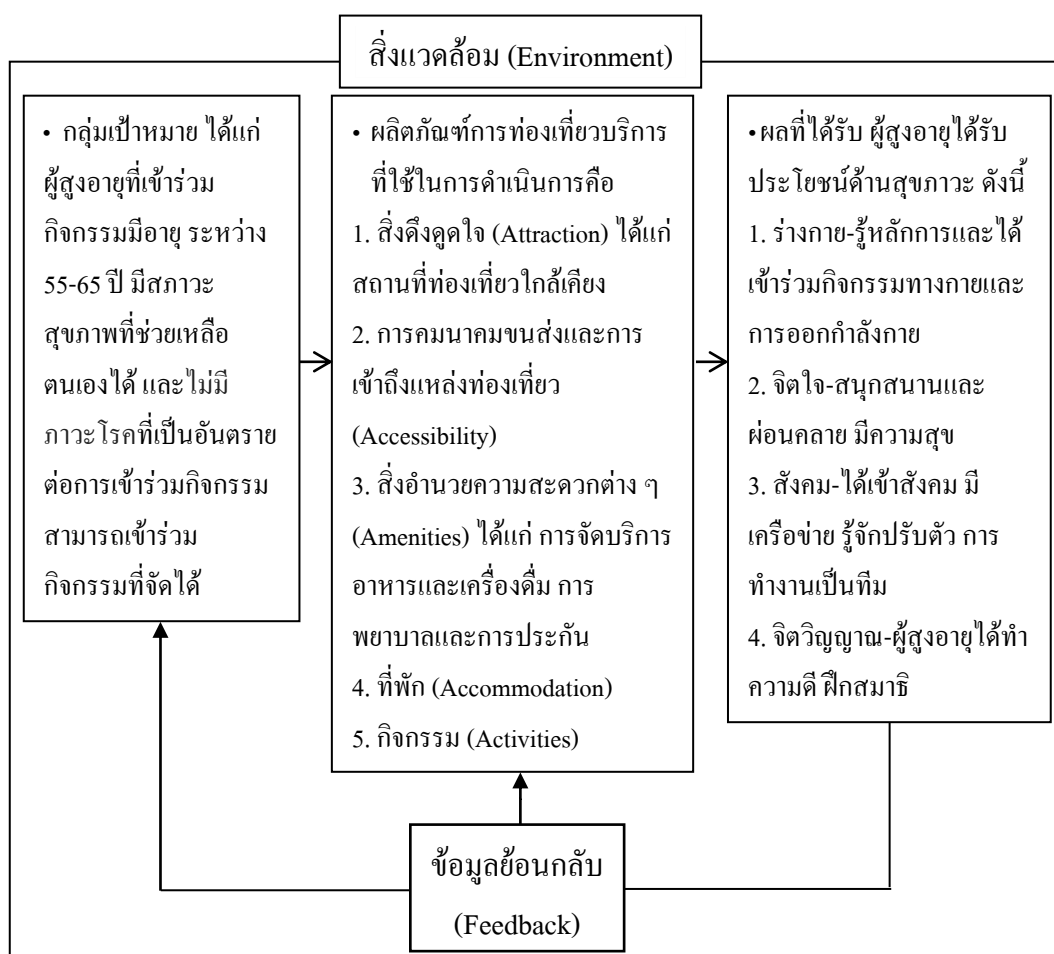 สิ่งแวดล้อม (Environment)
• กลุ่มเป้าหมาย ได้แก่
ผู้สูงอายุที่เข้าร่วม
กิจกรรมมีอายุ ระหว่าง
55-65 ปี มีสภาวะ
สุขภาพที่ช่วยเหลือ
ตนเองได้ และไม่มี
ภาวะโรคที่เป็นอันตราย
ต่อการเข้าร่วมกิจกรรม
สามารถเข้าร่วม
กิจกรรมที่จัดได้
• ผลิตภัณฑ์การท่องเที่ยวบริการ
ที่ใช้ในการดำเนินการคือ
1. สิ่งดึงดูดใจ (Attraction) ได้แก่
สถานที่ท่องเที่ยวใกล้เคียง
2. การคมนาคมขนส่งและการ
เข้าถึงแหล่งท่องเที่ยว
(Accessibility)
3. สิ่งอำนวยความสะดวกต่าง ๆ
(Amenities) ได้แก่ การจัดบริการ
อาหารและเครื่องดื่ม การ
พยาบาลและการประกัน
4. ที่พัก (Accommodation)
5. กิจกรรม (Activities)
• ผลที่ได้รับ ผู้สูงอายุได้รับ
ประโยชน์ด้านสุขภาวะ ดังนี้
1. ร่างกาย-รู้หลักการและได้
เข้าร่วมกิจกรรมทางกายและ
การออกกำลังกาย
2. จิตใจ-สนุกสนานและ
ผ่อนคลาย มีความสุข
3. สังคม-ได้เข้าสังคม มี
เครือข่าย รู้จักปรับตัว การ
ทำงานเป็นทีม
4. จิตวิญญาณ-ผู้สูงอายุได้ทำ
ความดี ฝึกสมาธิ
ข้อมูลย้อนกลับ
(Feedback)